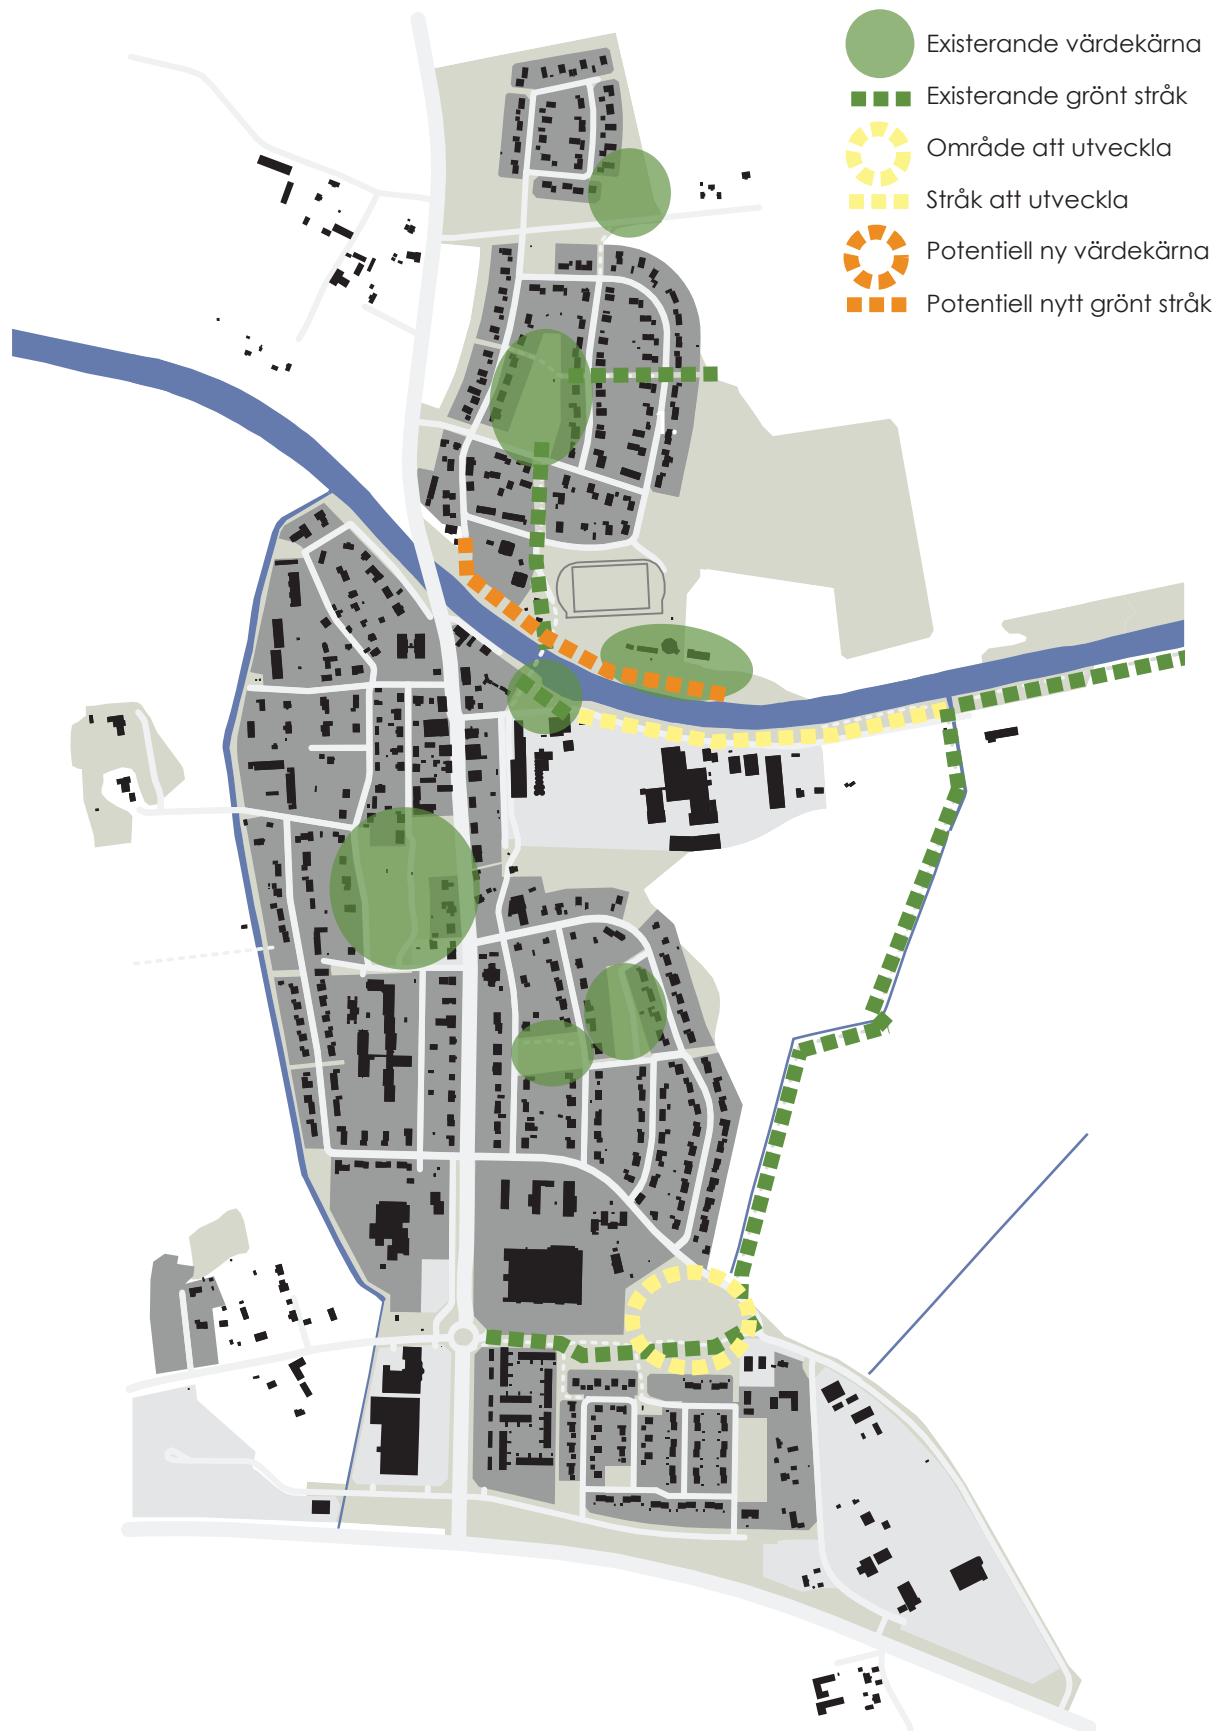 Existerande värdekärna
Existerande grönt stråk
Område att utveckla
Stråk att utveckla
Potentiell ny värdekärna
Potentiell nytt grönt stråk